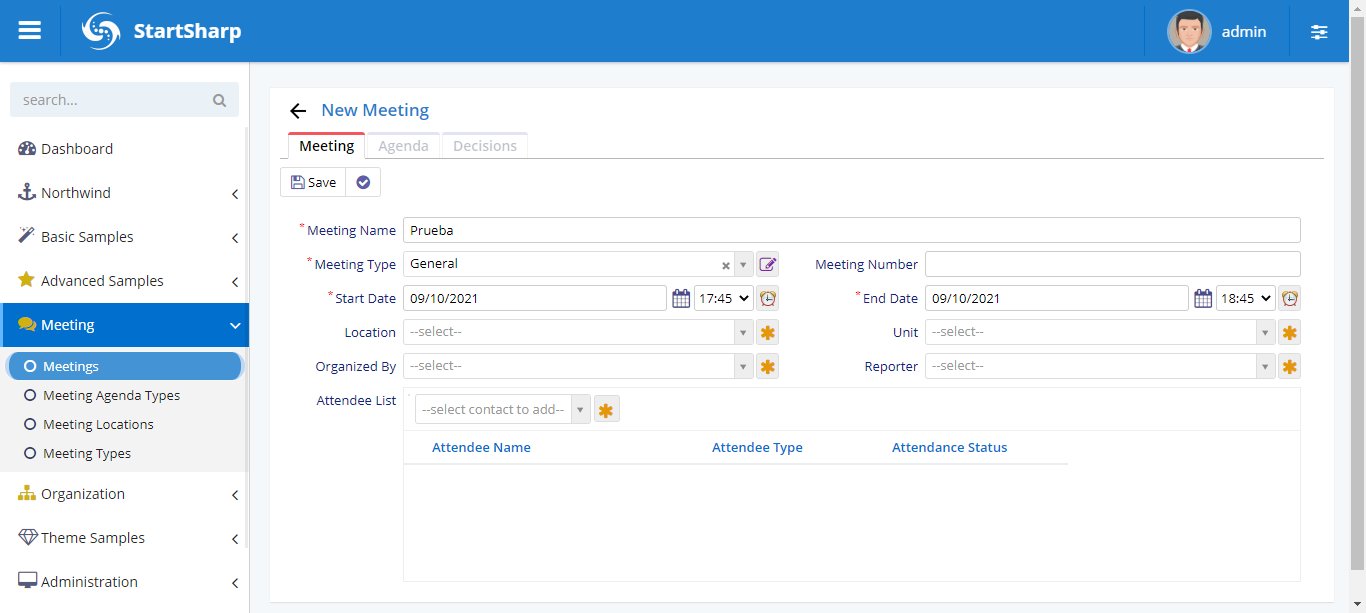 StartSharp
admin
search...
Dashboard
Northwind
Basic Samples
Advanced Samples
Meeting
Meetings
Meeting Agenda Types
Meeting Locations
Meeting Types
Organization
Theme Samples
Administration
New Meeting
Meeting Agenda Decisions
Save
*Meeting Name Prueba
*Meeting Type General Meeting Number
*Start Date 09/10/2021 17:45 *End Date 09/10/2021 18:45
Location --select-- Unit --select--
Organized By --select-- Reporter --select--
Attendee List --select contact to add--
Attendee Name Attendee Type Attendance Status